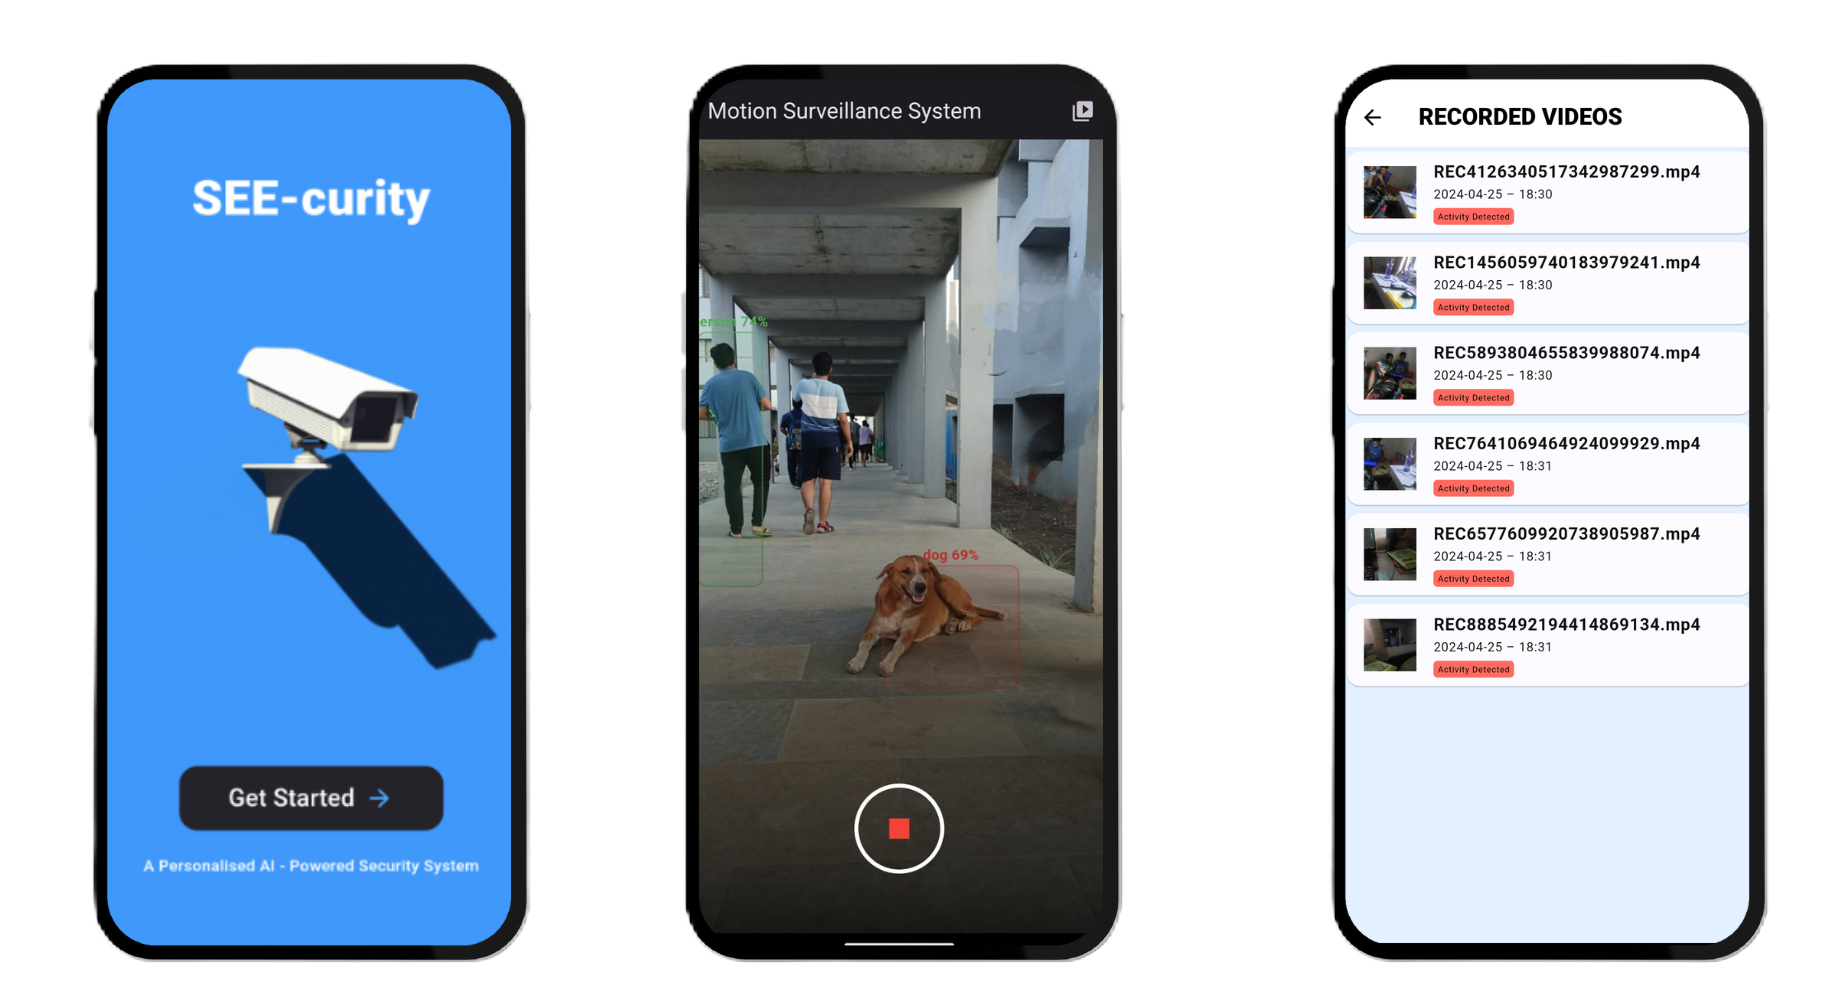 SEE-curity
Get Started
A Personalised AI - Powered Security System
Motion Surveillance System
erson 74%
dog 69%
RECORDED VIDEOS
REC4126340517342987299.mp4
2024-04-25 – 18:30
Activity Detected
REC1456059740183979241.mp4
2024-04-25 – 18:30
Activity Detected
REC5893804655839988074.mp4
2024-04-25 – 18:30
Activity Detected
REC7641069464924099929.mp4
2024-04-25 – 18:31
Activity Detected
REC6577609920738905987.mp4
2024-04-25 – 18:31
Activity Detected
REC8885492194414869134.mp4
2024-04-25 – 18:31
Activity Detected